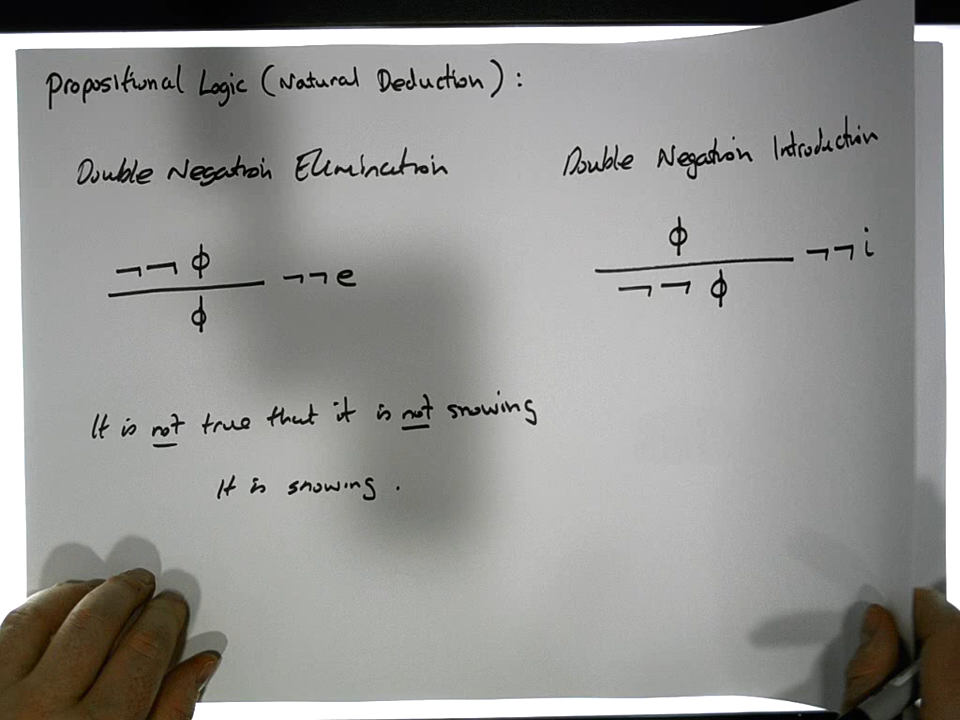 Propositional Logic (Natural Deduction):
Double Negation Elimination
¬¬ϕ
ϕ
¬¬e
Double Negation Introduction
ϕ
¬¬ϕ
¬¬i
It is not true that it is not snowing
It is snowing.